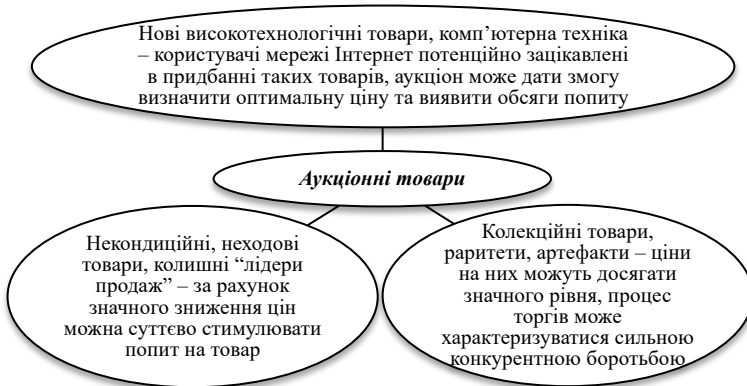 Нові високотехнологічні товари, комп’ютерна техніка
– користувачі мережі Інтернет потенційно зацікавлені
в придбанні таких товарів, аукціон може дати змогу
визначити оптимальну ціну та виявити обсяги попиту
Аукціонні товари
Некондиційні, неходові
товари, колишні “лідери
продаж” – за рахунок
значного зниження цін
можна суттєво стимулювати
попит на товар
Колекційні товари,
раритети, артефакти – ціни
на них можуть досягати
значного рівня, процес
торгів може
характеризуватися сильною
конкурентною боротьбою